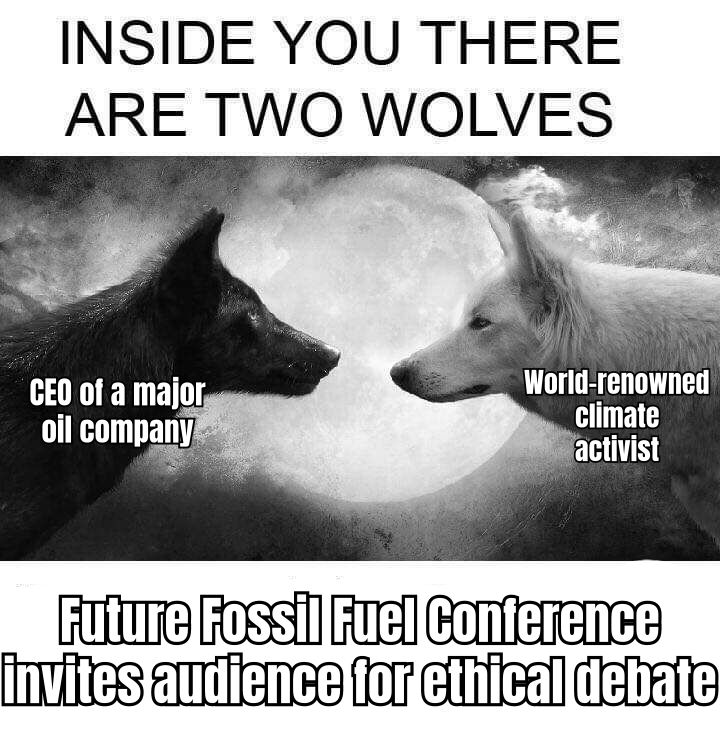 INSIDE YOU THERE
ARE TWO WOLVES
CEO of a major
oil company
World-renowned
climate
activist
Future Fossil Fuel Conference
invites audience for ethical debate